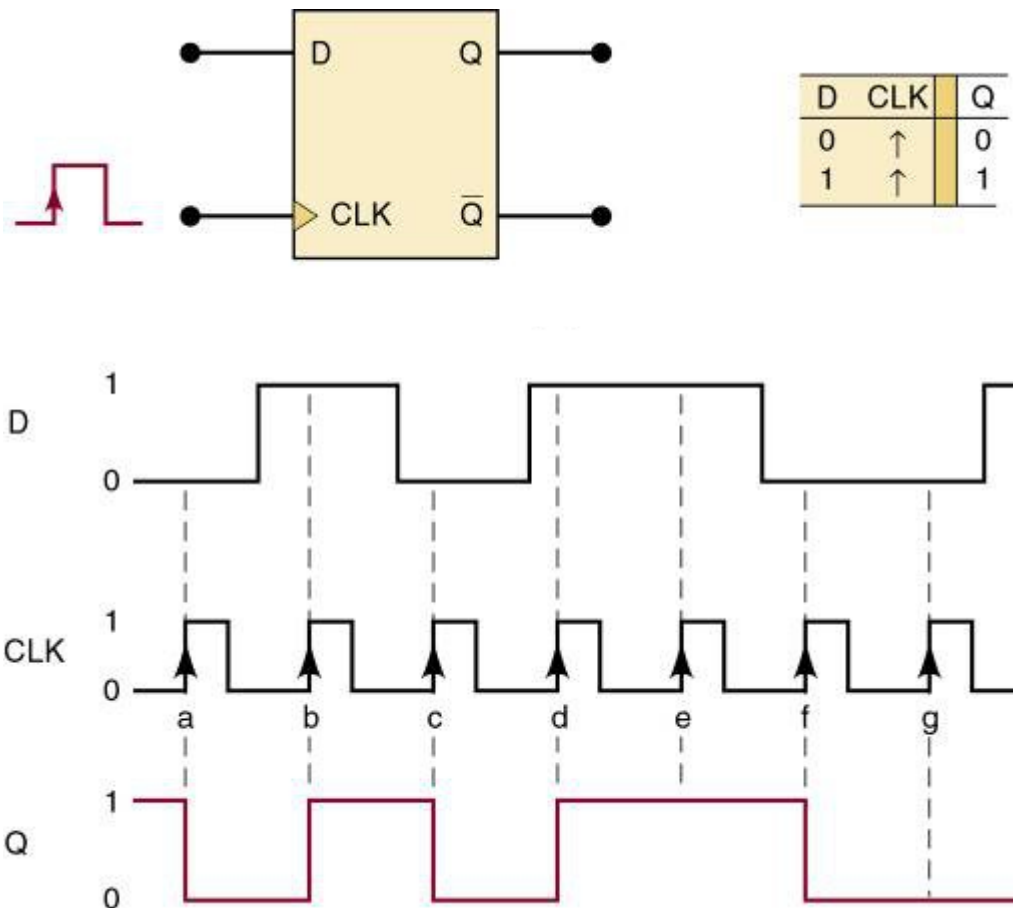 D Q
CLK Q̅
D CLK Q
0 ↑ 0
1 ↑ 1
1
D
0
1
CLK
0
a b c d e f g
1
Q
0